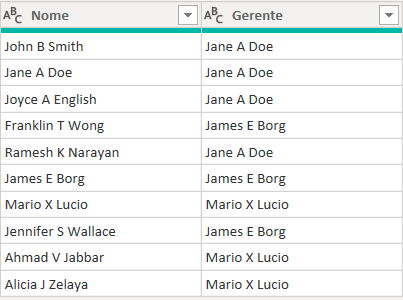 ABC Nome ABC Gerente
John B Smith Jane A Doe
Jane A Doe Jane A Doe
Joyce A English Jane A Doe
Franklin T Wong James E Borg
Ramesh K Narayan Jane A Doe
James E Borg James E Borg
Mario X Lucio Mario X Lucio
Jennifer S Wallace James E Borg
Ahmad V Jabbar Mario X Lucio
Alicia J Zelaya Mario X Lucio